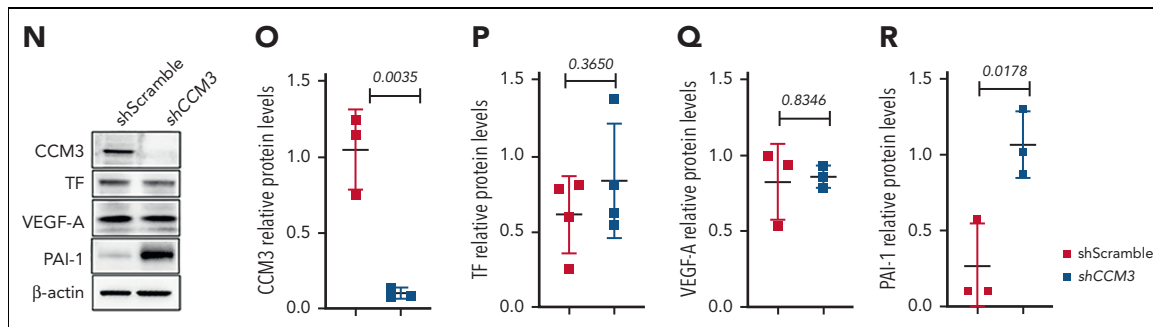 N
shScramble
shCCM3
CCM3
TF
VEGF-A
PAI-1
β-actin
O
CCM3 relative protein levels
1.5
1.0
0.5
0.0
0.0035
P
TF relative protein levels
1.5
1.0
0.5
0.0
0.3650
Q
VEGF-A relative protein levels
1.5
1.0
0.5
0.0
0.8346
R
PAI-1 relative protein levels
1.5
1.0
0.5
0.0
0.0178
shScramble
shCCM3